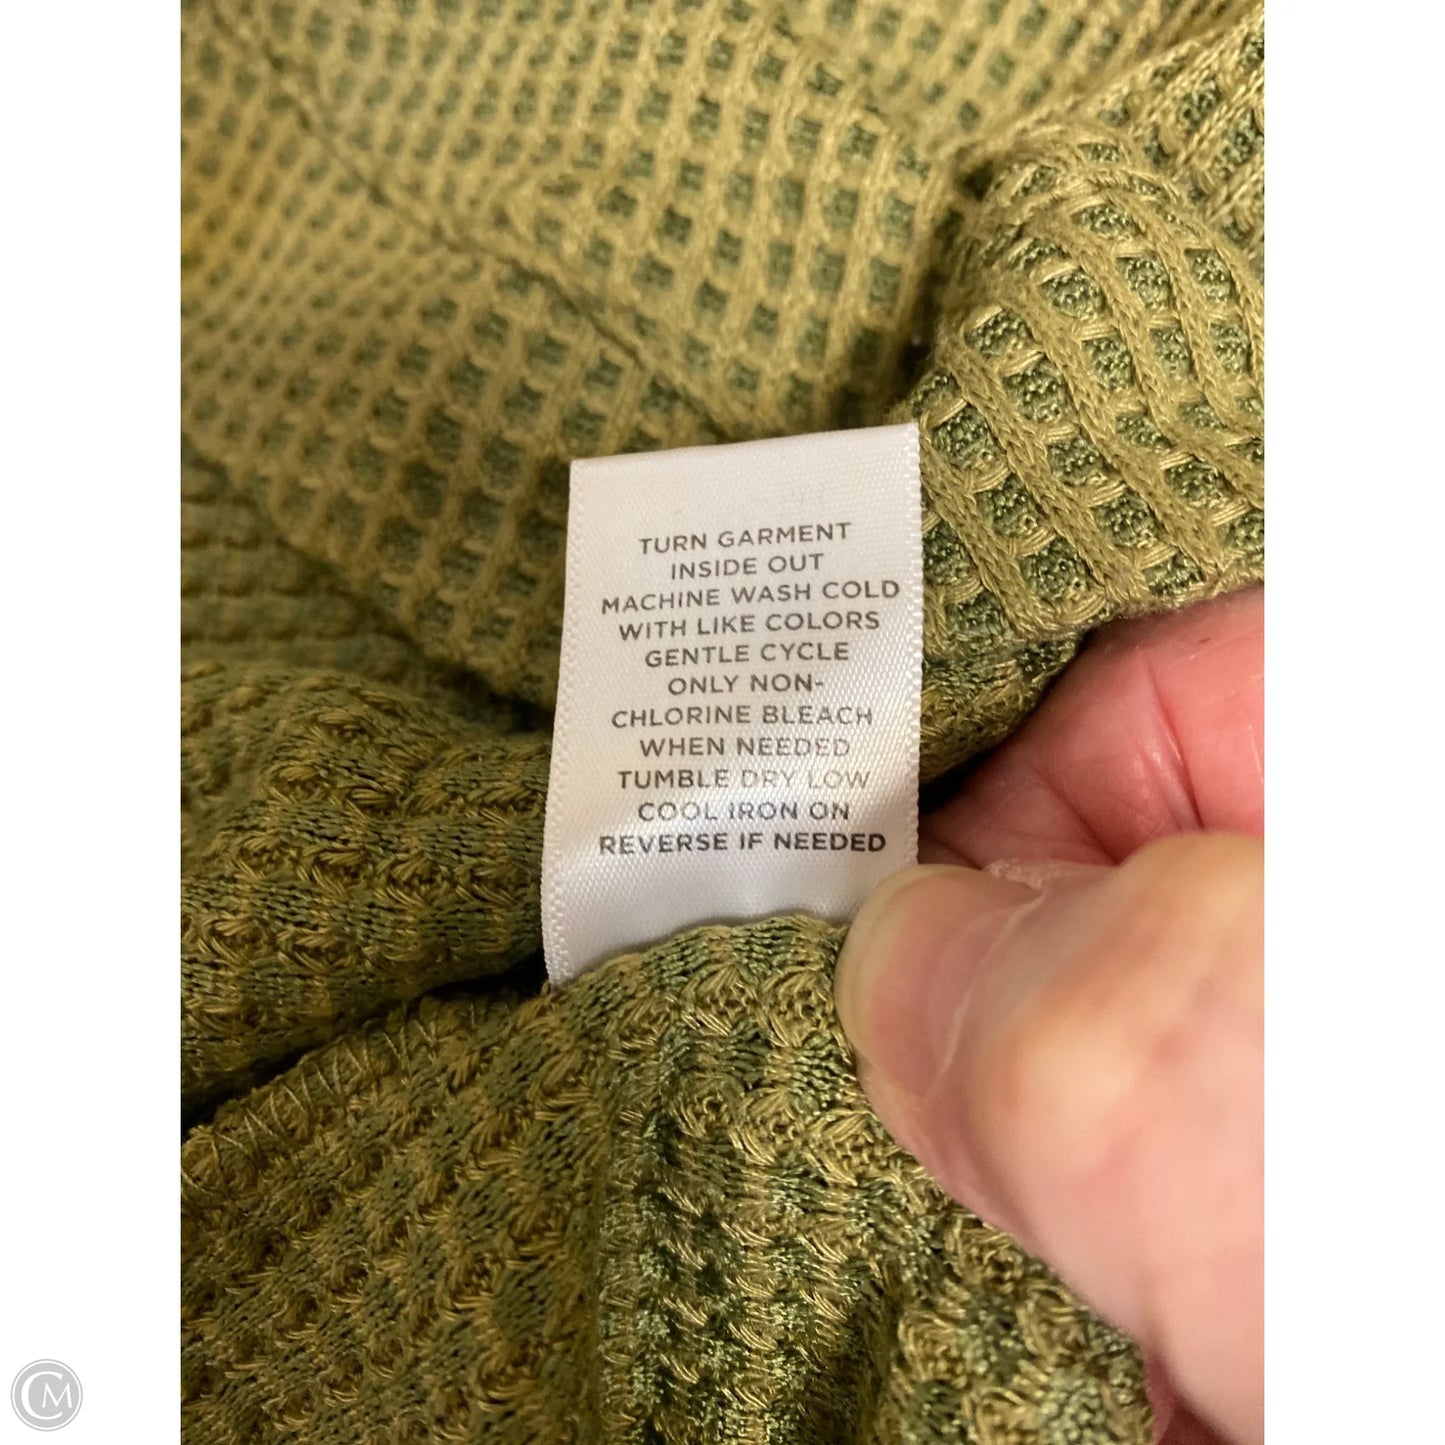 TURN GARMENT
INSIDE OUT
MACHINE WASH COLD
WITH LIKE COLORS
GENTLE CYCLE
ONLY NON-
CHLORINE BLEACH
WHEN NEEDED
TUMBLE DRY LOW
COOL IRON ON
REVERSE IF NEEDED
CM